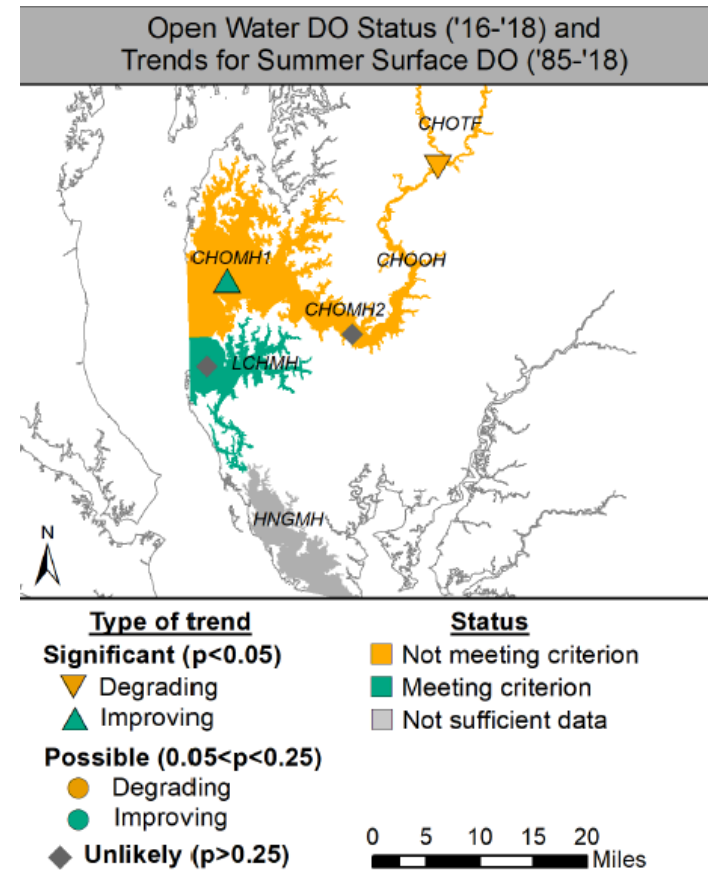 Open Water DO Status ('16-'18) and
Trends for Summer Surface DO ('85-'18)
CHOTF
CHOMH1
CHOOH
CHOMH2
LCHMH
HNGMH
N
Type of trend
Significant (p<0.05)
Degrading
Improving
Possible (0.05<p<0.25)
Degrading
Improving
Unlikely (p>0.25)
Status
Not meeting criterion
Meeting criterion
Not sufficient data
0 5 10 15 20
Miles